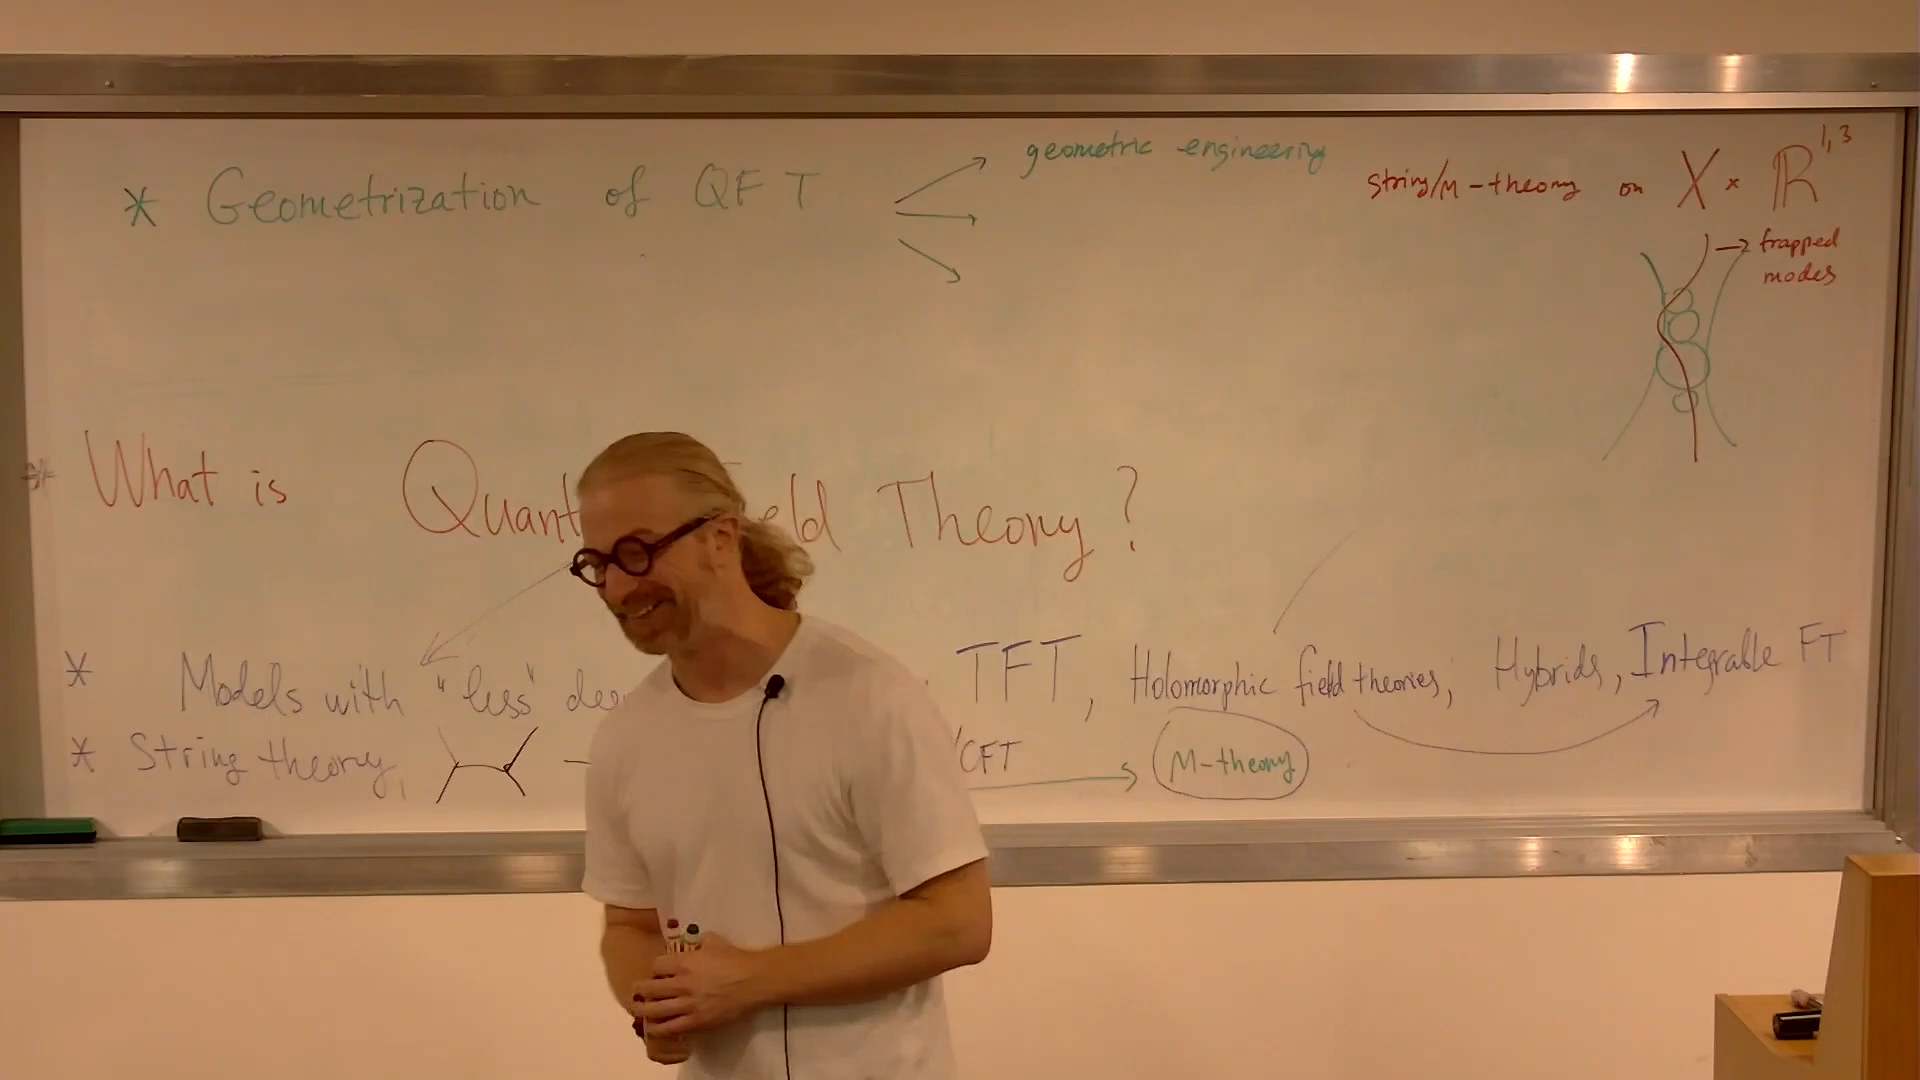 * Geometrization of QFT
geometric engineering
string/M-theory on X × ℝ^{1,3}
→ trapped
modes
* What is Quant eld Theory?
* Models with "less" TFT, Holomorphic field theories, Hybrids, Integrable FT
* String theory, CFT → M-theory